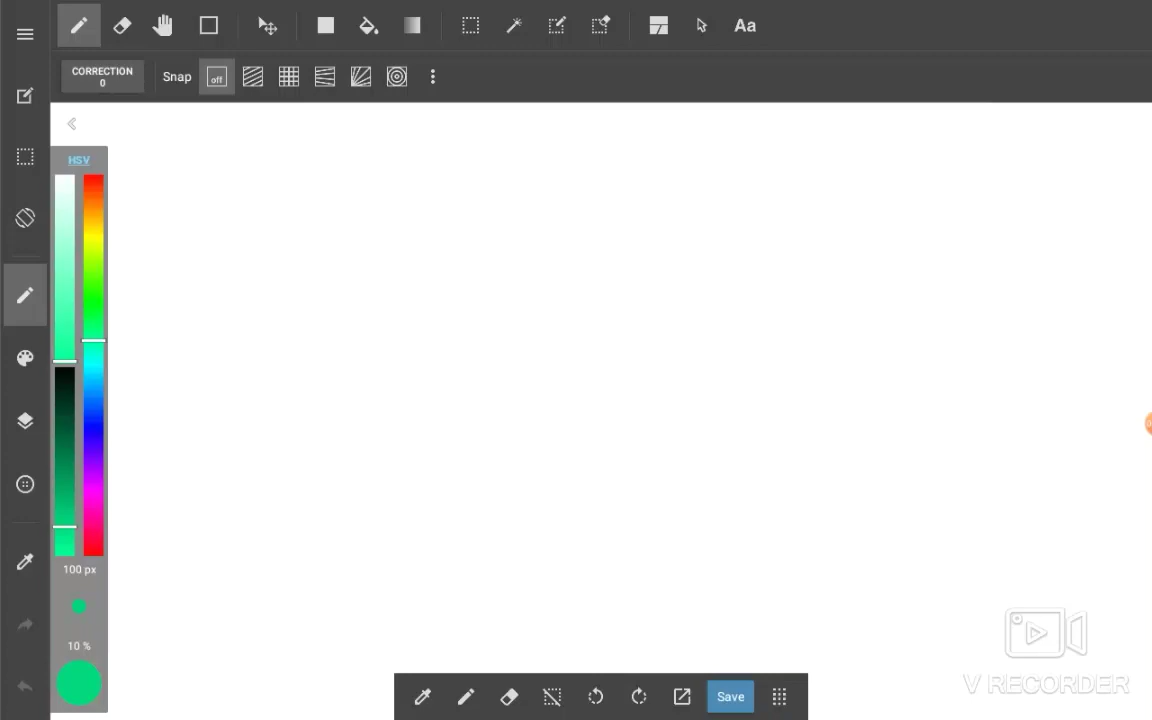 Aa
CORRECTION
0
Snap
off
HSV
100 px
10 %
Save
V RECORDER